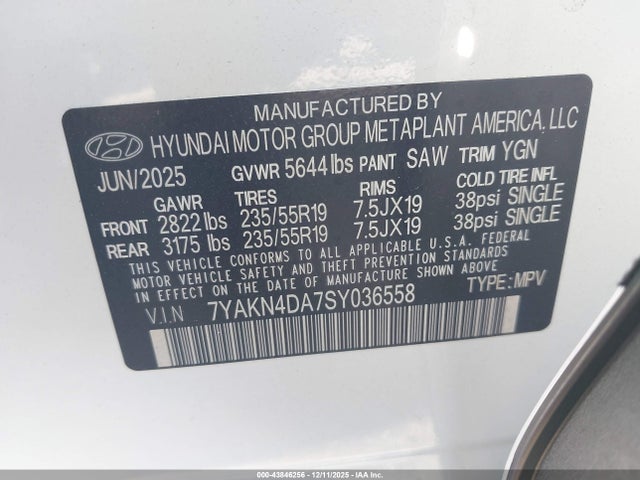 MANUFACTURED BY
HYUNDAI MOTOR GROUP METAPLANT AMERICA, LLC
JUN/2025 GVWR 5644 lbs PAINT SAW TRIM YGN
GAWR TIRES RIMS COLD TIRE INFL
FRONT 2822 lbs 235/55R19 7.5JX19 38psi SINGLE
REAR 3175 lbs 235/55R19 7.5JX19 38psi SINGLE
THIS VEHICLE CONFORMS TO ALL APPLICABLE U.S.A. FEDERAL
MOTOR VEHICLE SAFETY, BUMPER, AND THEFT PREVENTION
STANDARDS IN EFFECT ON THE DATE OF MANUFACTURE SHOWN ABOVE.
V.I.N 7YAKN4DA7SY036558 TYPE: MPV
000-43846256 - 12/11/2025 - IAAI.COM